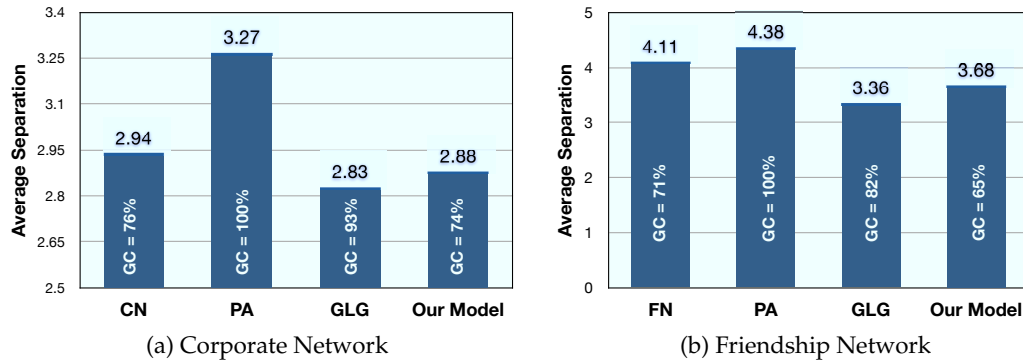 Average Separation
3.4
3.25
3.1
2.95
2.8
2.65
2.5
2.94
3.27
2.83
2.88
GC = 76%
GC = 100%
GC = 93%
GC = 74%
CN PA GLG Our Model
(a) Corporate Network
Average Separation
5
4
3
2
1
0
4.11
4.38
3.36
3.68
GC = 71%
GC = 100%
GC = 82%
GC = 65%
FN PA GLG Our Model
(b) Friendship Network